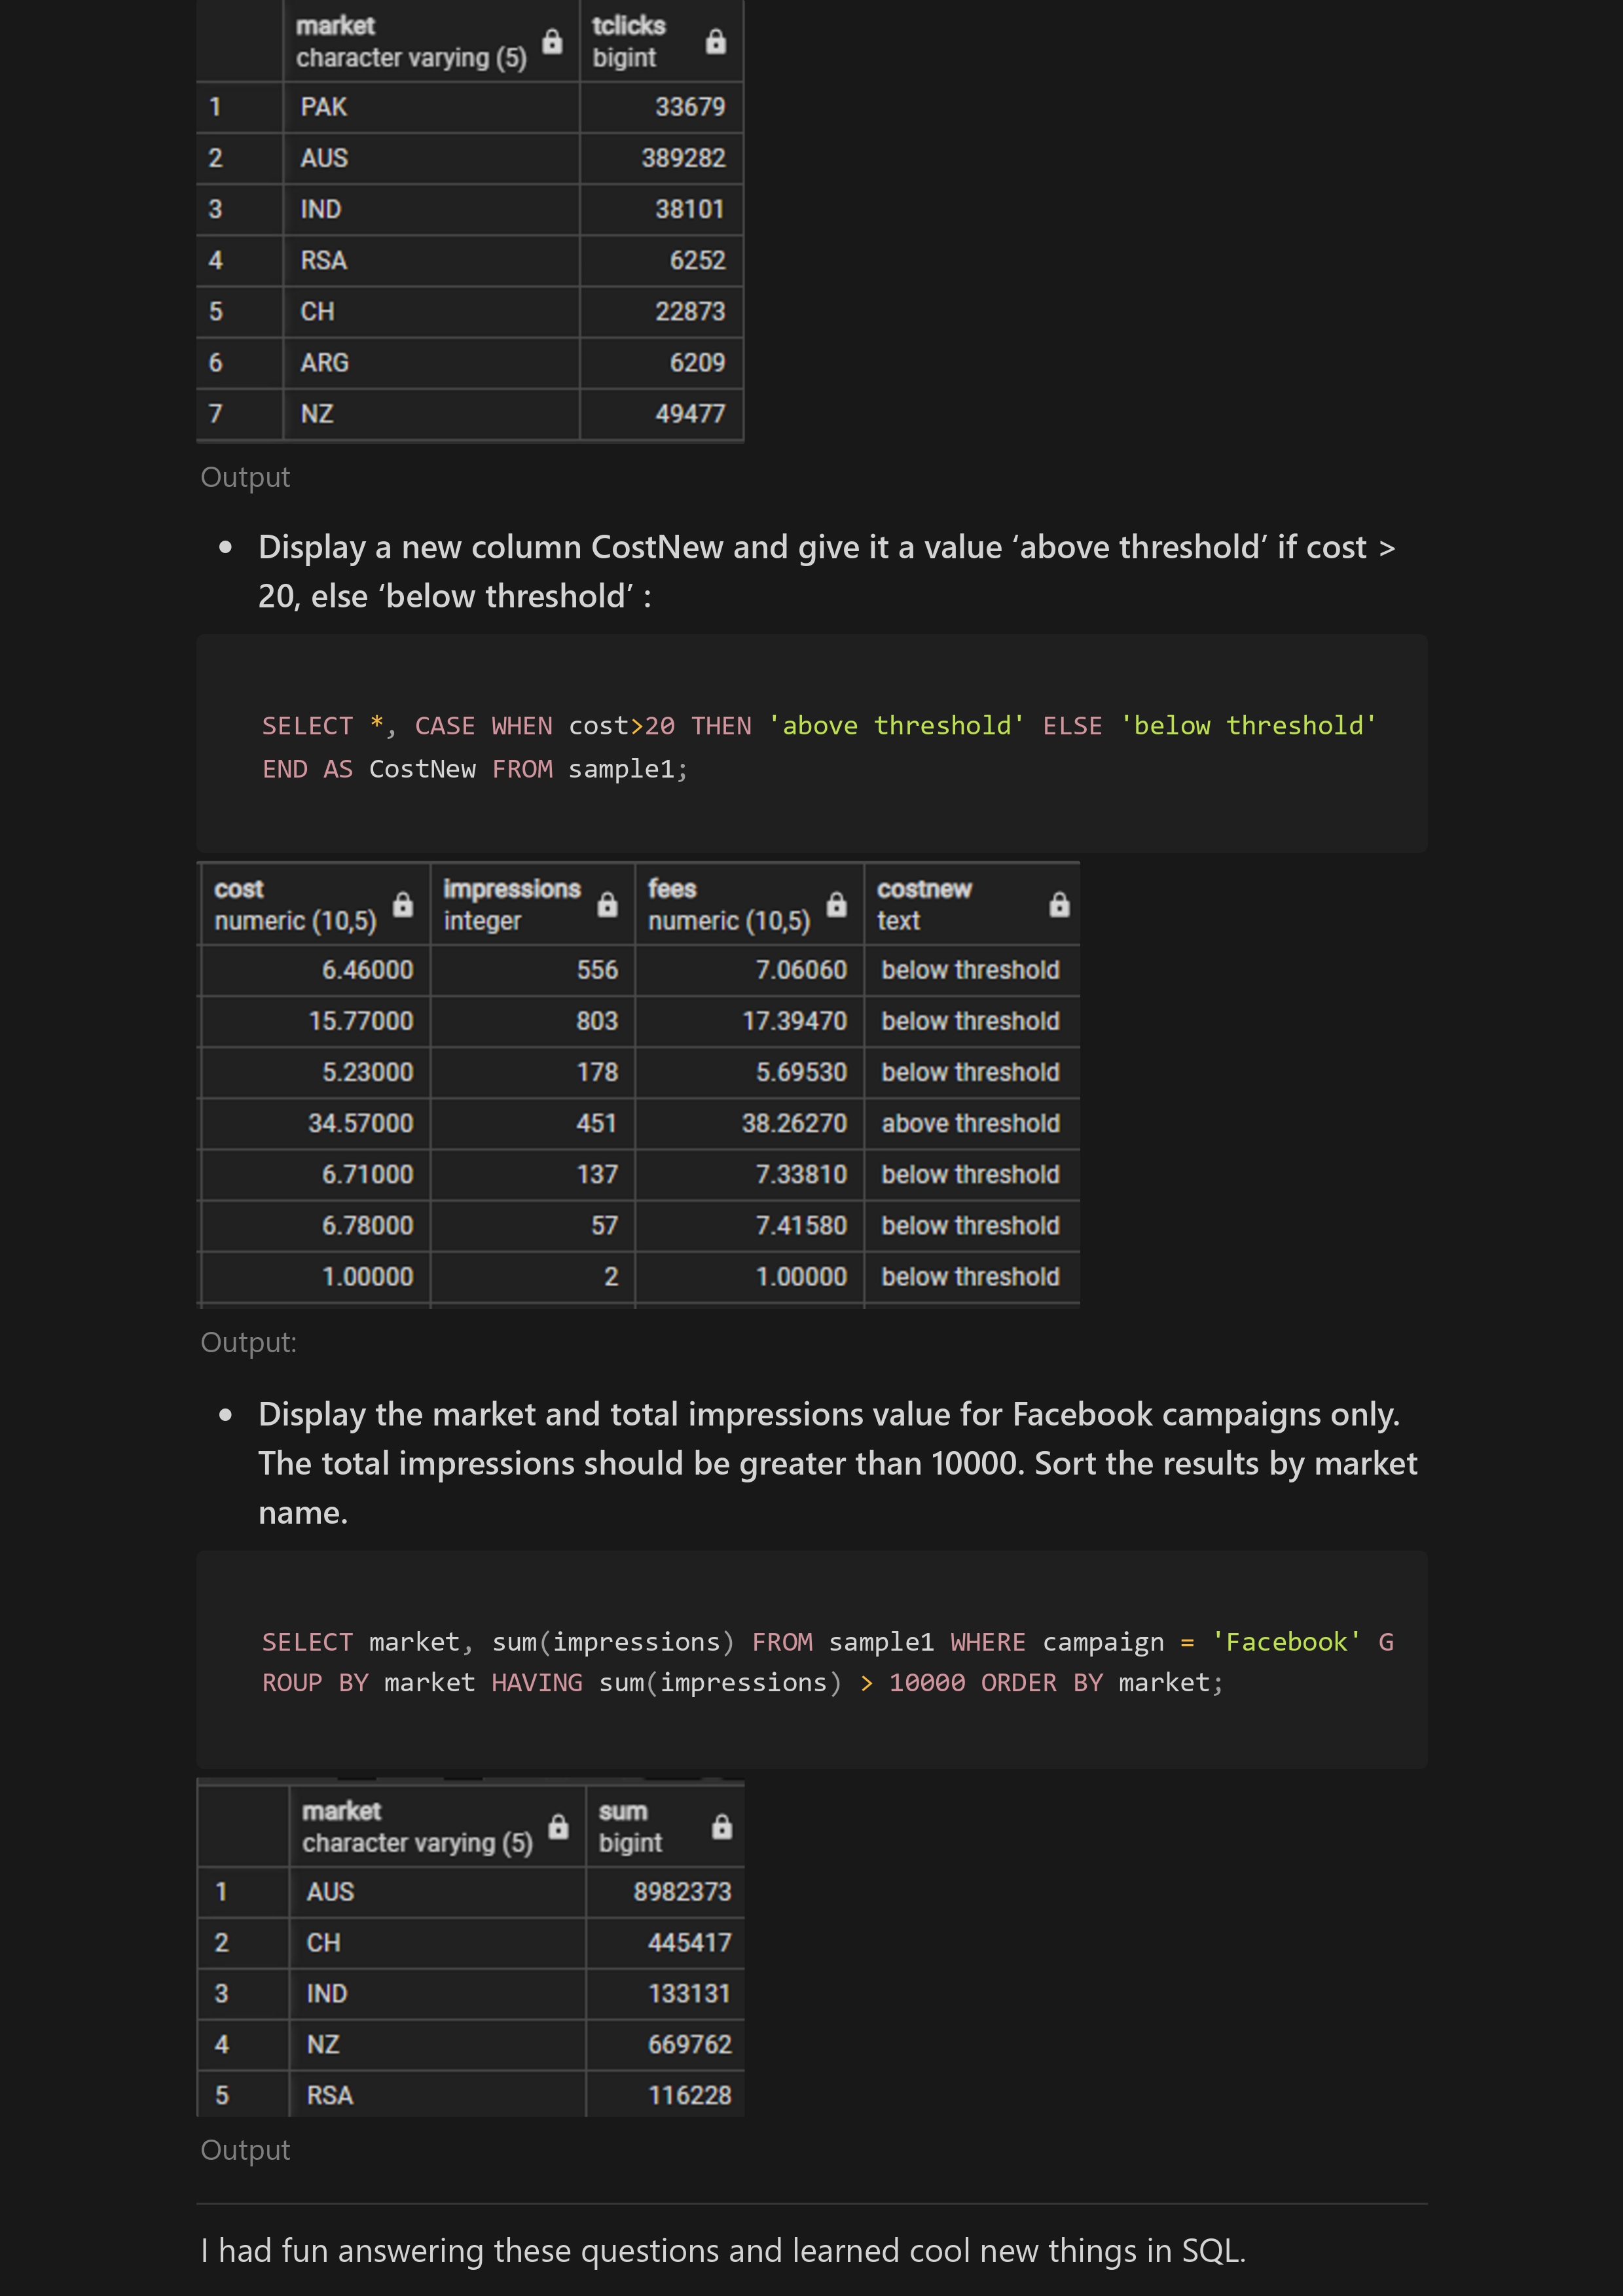 market tclicks
character varying (5) bigint
1 PAK 33679
2 AUS 389282
3 IND 38101
4 RSA 6252
5 CH 22873
6 ARG 6209
7 NZ 49477
Output
• Display a new column CostNew and give it a value ‘above threshold’ if cost >
20, else ‘below threshold’ :
SELECT *, CASE WHEN cost>20 THEN 'above threshold' ELSE 'below threshold'
END AS CostNew FROM sample1;
cost impressions fees costnew
numeric (10,5) integer numeric (10,5) text
6.46000 556 7.06060 below threshold
15.77000 803 17.39470 below threshold
5.23000 178 5.69530 below threshold
34.57000 451 38.26270 above threshold
6.71000 137 7.33810 below threshold
6.78000 57 7.41580 below threshold
1.00000 2 1.00000 below threshold
Output:
• Display the market and total impressions value for Facebook campaigns only.
The total impressions should be greater than 10000. Sort the results by market
name.
SELECT market, sum(impressions) FROM sample1 WHERE campaign = 'Facebook' G
ROUP BY market HAVING sum(impressions) > 10000 ORDER BY market;
market sum
character varying (5) bigint
1 AUS 8982373
2 CH 445417
3 IND 133131
4 NZ 669762
5 RSA 116228
Output
I had fun answering these questions and learned cool new things in SQL.